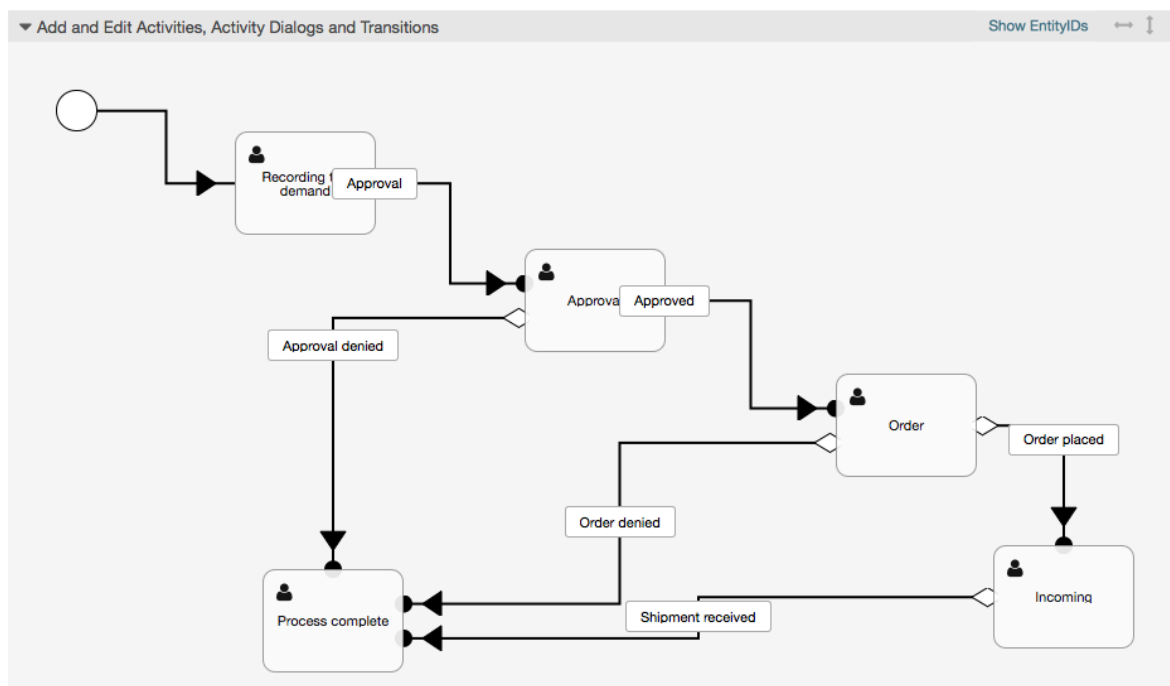 Add and Edit Activities, Activity Dialogs and Transitions
Show EntityIDs
Recording
demand
Approval
Approved
Approval denied
Order
Order placed
Order denied
Incoming
Process complete
Shipment received